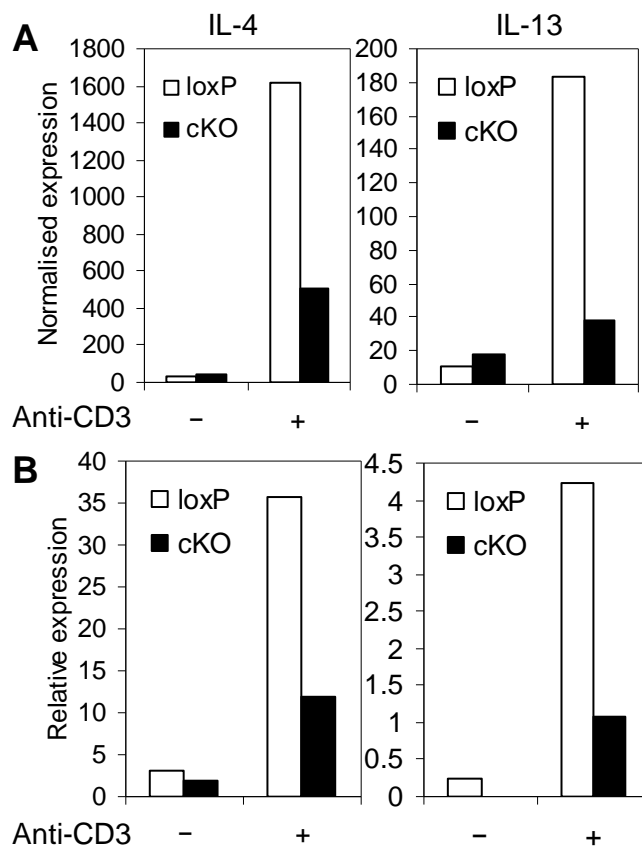 A
IL-4
IL-13
Normalised expression
1800
1600
1400
1200
1000
800
600
400
200
0
loxP
cKO
200
180
160
140
120
100
80
60
40
20
0
loxP
cKO
Anti-CD3 − + − +
B
Relative expression
40
35
30
25
20
15
10
5
0
loxP
cKO
4.5
4
3.5
3
2.5
2
1.5
1
0.5
0
loxP
cKO
Anti-CD3 − + − +